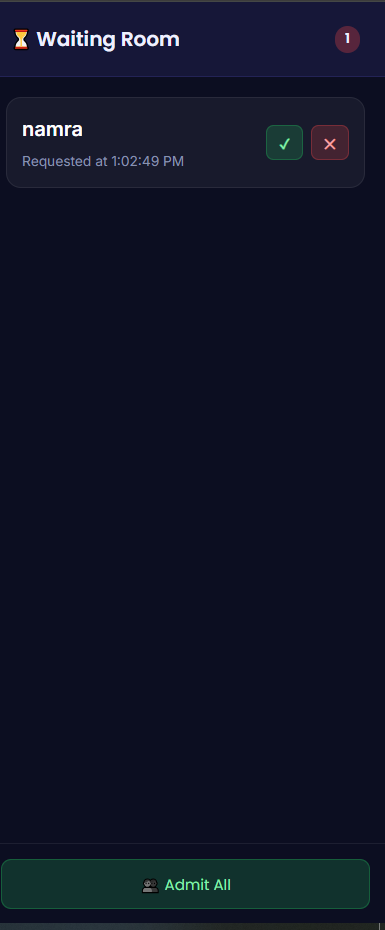 ⏳ Waiting Room 1
namra
Requested at 1:02:49 PM
✓ ✕
👥 Admit All